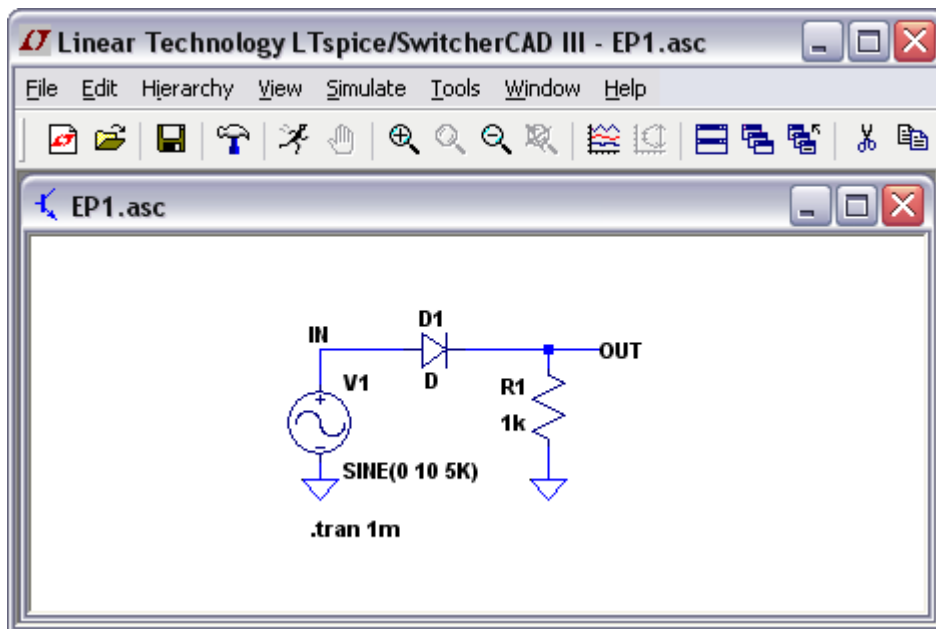 Linear Technology LTspice/SwitcherCAD III - EP1.asc
File Edit Hierarchy View Simulate Tools Window Help
EP1.asc
D1
IN
OUT
V1
D
R1
1k
SINE(0 10 5K)
.tran 1m